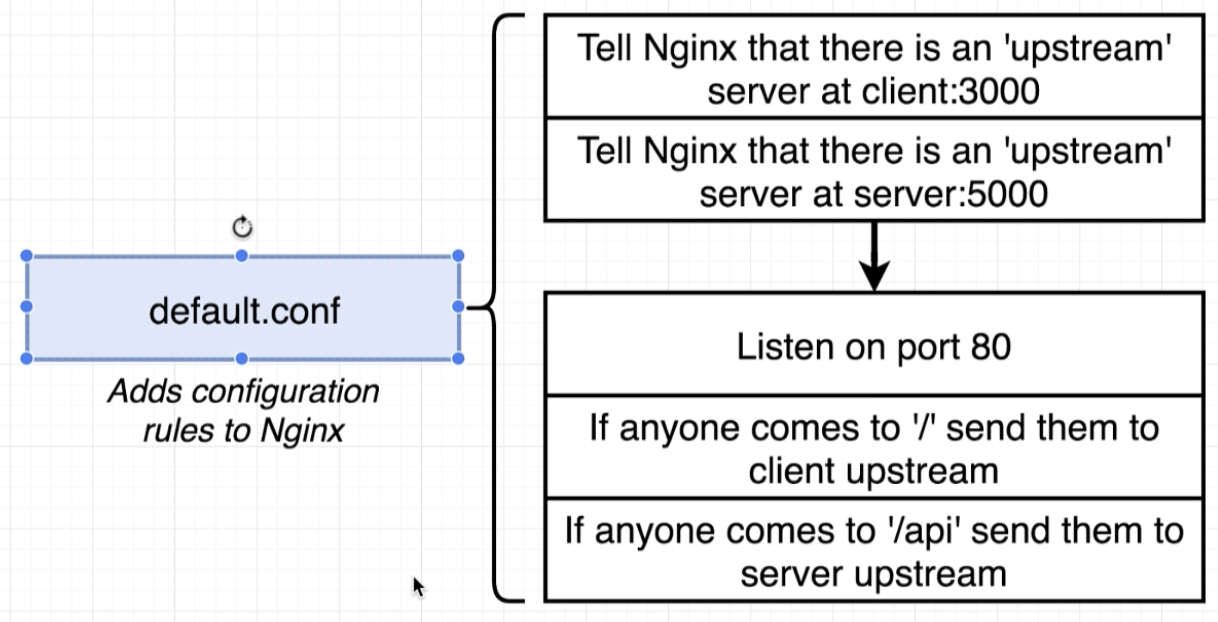 Tell Nginx that there is an 'upstream'
server at client:3000
Tell Nginx that there is an 'upstream'
server at server:5000
default.conf
Adds configuration
rules to Nginx
Listen on port 80
If anyone comes to '/' send them to
client upstream
If anyone comes to '/api' send them to
server upstream